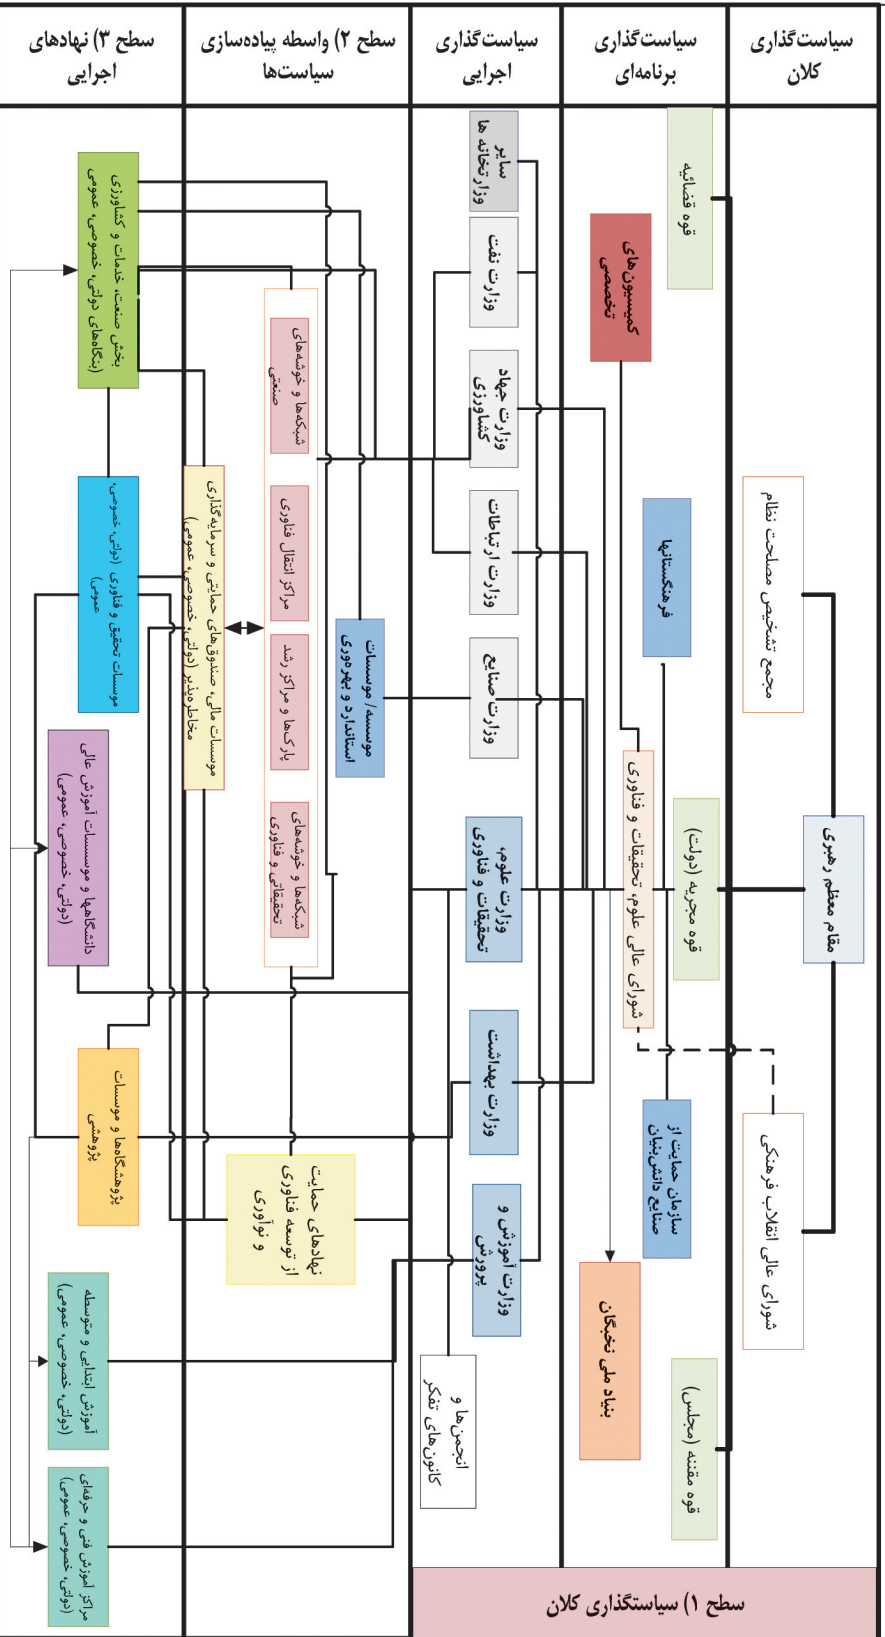 سیاست‌گذاری
کلان
سیاست‌گذاری
برنامه‌ای
سیاست‌گذاری
اجرایی
سطح ۲) واسطه پیاده‌سازی
سیاست‌ها
سطح ۳) نهادهای
اجرایی
قوه قضائیه
مجمع تشخیص مصلحت نظام
مقام معظم رهبری
قوه مجریه (دولت)
شورای عالی انقلاب فرهنگی
قوه مقننه (مجلس)
کمیسیون‌های
تخصصی
فرهنگستانها
شورای عالی علوم، تحقیقات و فناوری
سازمان حمایت از
صنایع دانش‌بنیان
بنیاد ملی نخبگان
سایر
وزارتخانه ها
وزارت نفت
وزارت جهاد
کشاورزی
وزارت ارتباطات
وزارت صنایع
وزارت علوم،
تحقیقات و فناوری
وزارت بهداشت
وزارت آموزش و
پرورش
انجمن‌ها و
کانون‌های تفکر
موسسه/ موسسات
استاندارد و بهره‌وری
شبکه‌ها و خوشه‌های
صنعتی
مراکز انتقال فناوری
پارک‌ها و مراکز رشد
شبکه‌ها و خوشه‌های
تحقیقاتی و فناوری
موسسات مالی، صندوق‌های حمایتی و سرمایه‌گذاری
مخاطره‌پذیر (دولتی، خصوصی، عمومی)
نهادهای حمایت
از توسعه فناوری
و نوآوری
بخش صنعت، خدمات و کشاورزی
(بنگاه‌های دولتی، خصوصی، عمومی)
موسسات تحقیق و فناوری (دولتی، خصوصی،
عمومی)
دانشگاهها و موسسات آموزش عالی
(دولتی، خصوصی، عمومی)
پژوهشگاه‌ها و موسسات
پژوهشی
آموزش ابتدایی و متوسطه
(دولتی، خصوصی، عمومی)
مراکز آموزش فنی و حرفه‌ای
(دولتی، خصوصی، عمومی)
سطح ۱) سیاستگذاری کلان